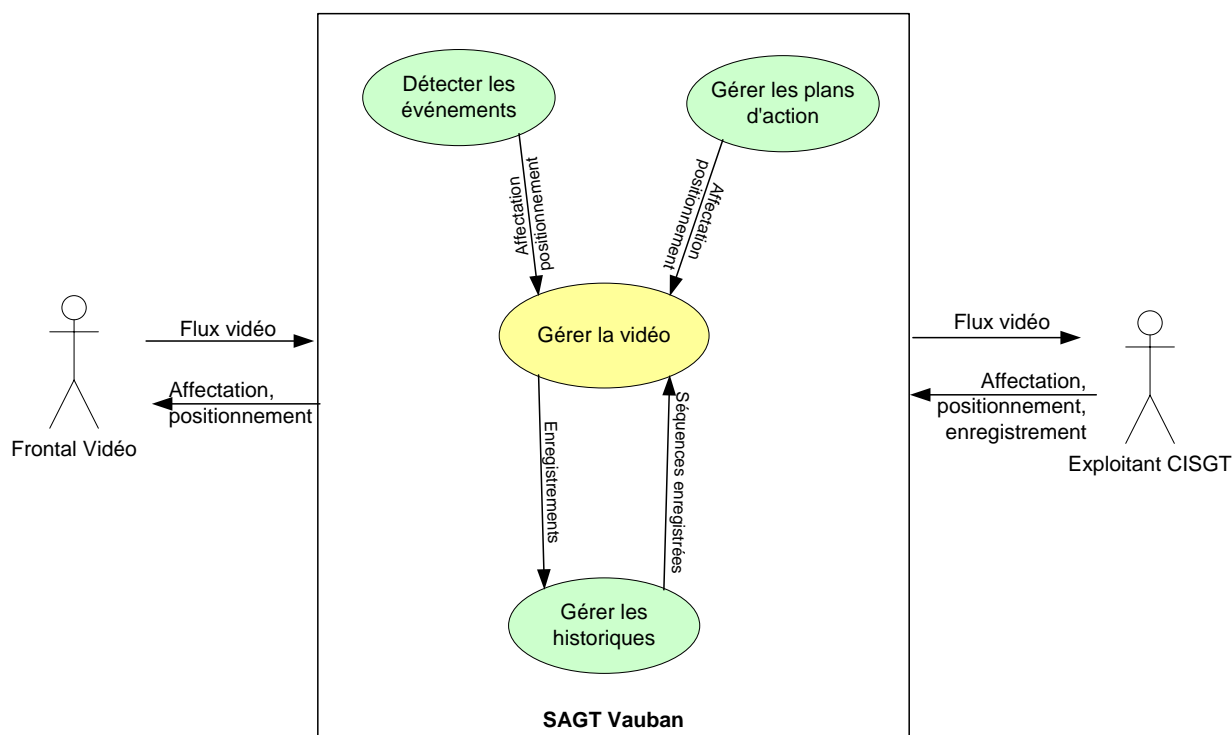 Détecter les
événements
Gérer les plans
d'action
Affectation
positionnement
Affectation
positionnement
Gérer la vidéo
Flux vidéo
Affectation,
positionnement
Frontal Vidéo
Flux vidéo
Affectation,
positionnement,
enregistrement
Exploitant CISGT
Enregistrements
Séquences enregistrées
Gérer les
historiques
SAGT Vauban